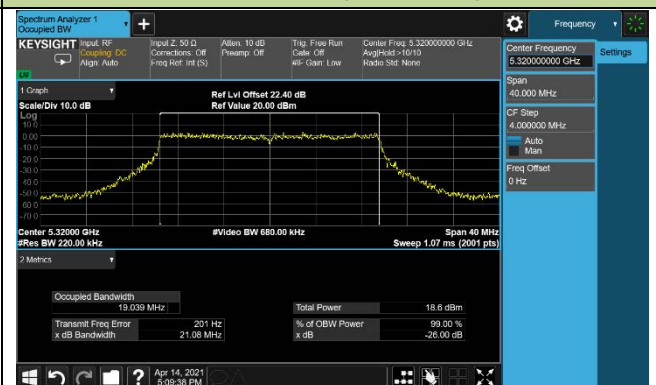 Spectrum Analyzer 1
Occupied BW
+
Frequency
KEYSIGHT
Input: RF
Coupling: DC
Align: Auto
Input Z: 50 Ω
Corrections: Off
Freq Ref: Int (S)
Atten: 10 dB
Preamp: Off
Trig: Free Run
Gate: Off
#IF Gain: Low
Center Freq: 5.320000000 GHz
Avg|Hold:>10/10
Radio Std: None
Center Frequency
5.320000000 GHz
Settings
Span
40.000 MHz
CF Step
4.000000 MHz
Auto
Man
Freq Offset
0 Hz
1 Graph
Scale/Div 10.0 dB
Ref Lvl Offset 22.40 dB
Ref Value 20.00 dBm
Log
10.0
0.00
-10.0
-20.0
-30.0
-40.0
-50.0
-60.0
-70.0
Center 5.32000 GHz
#Res BW 220.00 kHz
#Video BW 680.00 kHz
Span 40 MHz
Sweep 1.07 ms (2001 pts)
2 Metrics
Occupied Bandwidth
19.039 MHz
Total Power 18.6 dBm
Transmit Freq Error 201 Hz
% of OBW Power 99.00 %
x dB Bandwidth 21.08 MHz
x dB -26.00 dB
?
Apr 14, 2021
5:09:38 PM